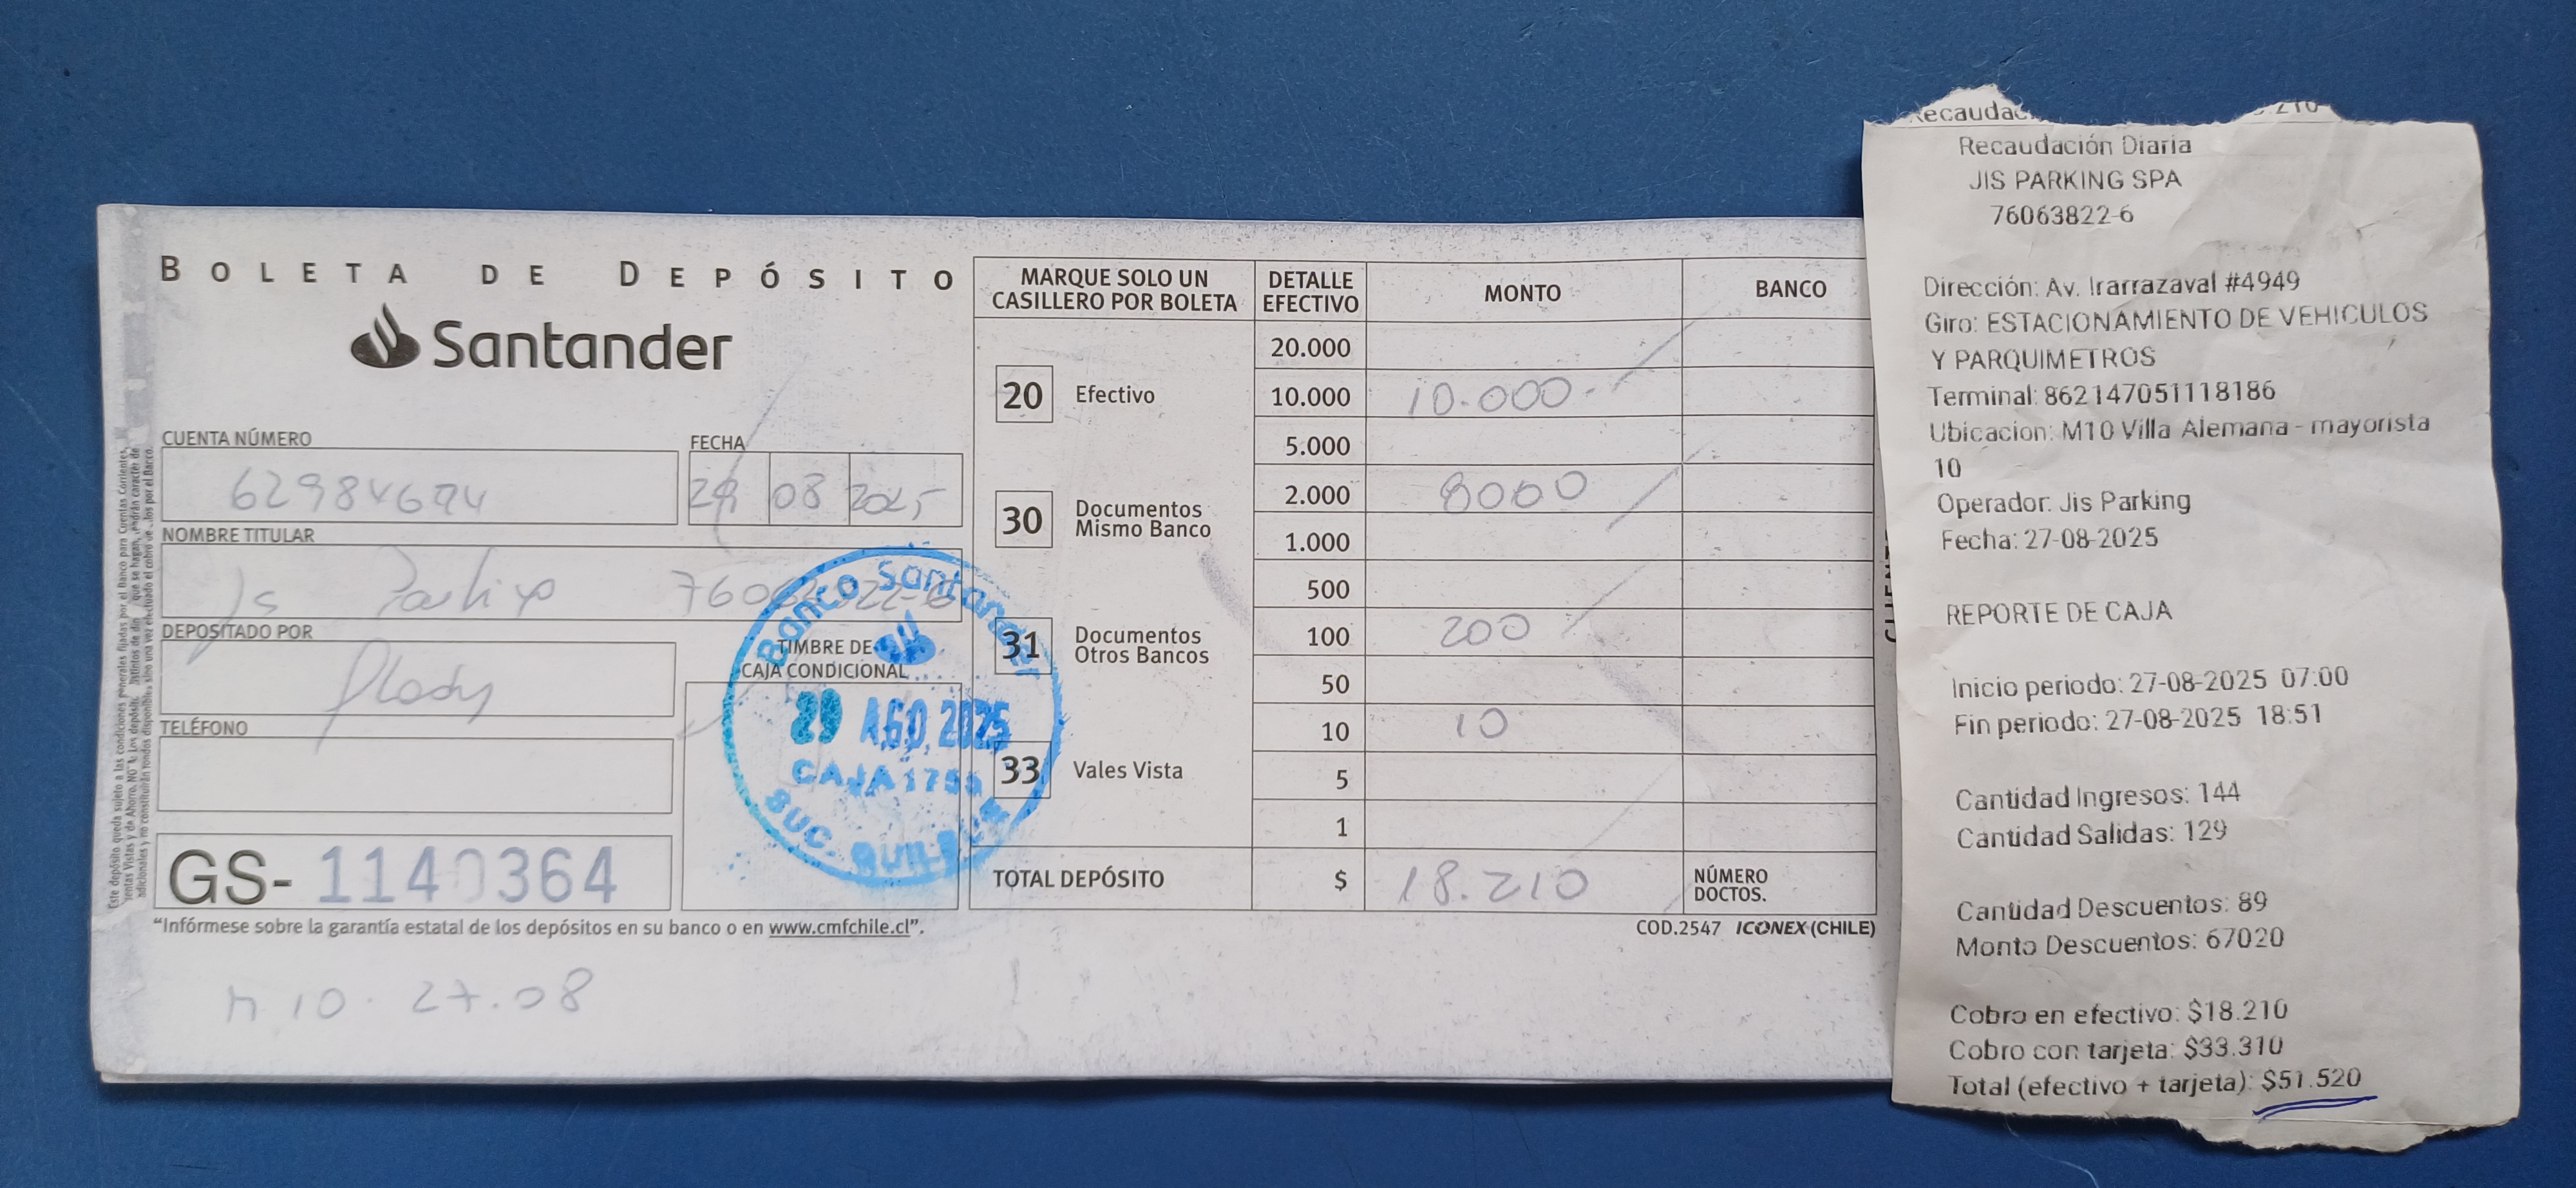 BOLETA DE DEPÓSITO
Santander
CUENTA NÚMERO
62984694
FECHA
29 08 2025
NOMBRE TITULAR
Js Parking
DEPOSITADO POR
TELÉFONO
TIMBRE DE
CAJA CONDICIONAL
Banco Santander
29 AGO 2025
CAJA
SUC.
GS- 1140364
"Infórmese sobre la garantía estatal de los depósitos en su banco o en www.cmfchile.cl".
M 10. 27.08
MARQUE SOLO UN
CASILLERO POR BOLETA
20 Efectivo
30 Documentos
Mismo Banco
31 Documentos
Otros Bancos
33 Vales Vista
DETALLE
EFECTIVO MONTO BANCO
20.000
10.000 10.000.-
5.000
2.000 8000
1.000
500
100 200
50
10 10
5
1
TOTAL DEPÓSITO $ 18.210 NÚMERO
DOCTOS.
COD.2547 ICONEX (CHILE)
Recaudación Diaria
JIS PARKING SPA
76063822-6
Dirección: Av. Irarrazaval #4949
Giro: ESTACIONAMIENTO DE VEHICULOS
Y PARQUIMETROS
Terminal: 862147051118186
Ubicacion: M10 Villa Alemana - mayorista
10
Operador: Jis Parking
Fecha: 27-08-2025
REPORTE DE CAJA
Inicio periodo: 27-08-2025 07:00
Fin periodo: 27-08-2025 18:51
Cantidad Ingresos: 144
Cantidad Salidas: 129
Cantidad Descuentos: 89
Monto Descuentos: 67020
Cobro en efectivo: $18.210
Cobro con tarjeta: $33.310
Total (efectivo + tarjeta): $51.520